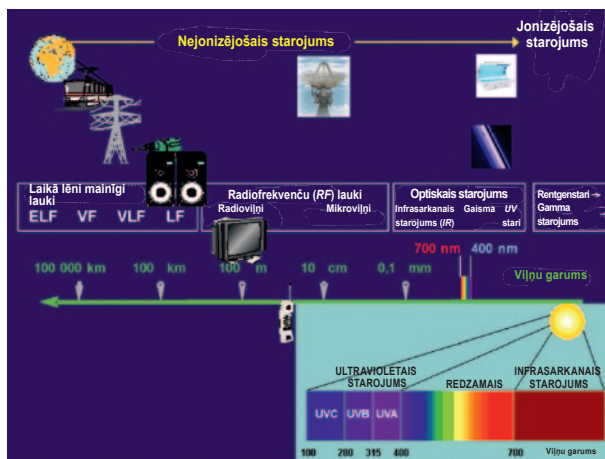 Nejonizējošais starojums
Jonizējošais
starojums
Laikā lēni mainīgi
lauki
ELF VF VLF LF
Radiofrekvenču (RF) lauki
Radioviļņi Mikroviļņi
Optiskais starojums
Infrasarkanais Gaisma UV
starojums (IR) stari
Rentgenstari
Gamma
starojums
700 nm 400 nm
100 000 km 100 km 100 m 10 cm 0,1 mm
Viļņu garums
ULTRAVIOLETAIS
STAROJUMS
REDZAMAIS
INFRASARKANAIS
STAROJUMS
UVC UVB UVA
100 280 315 400 700 Viļņu garums